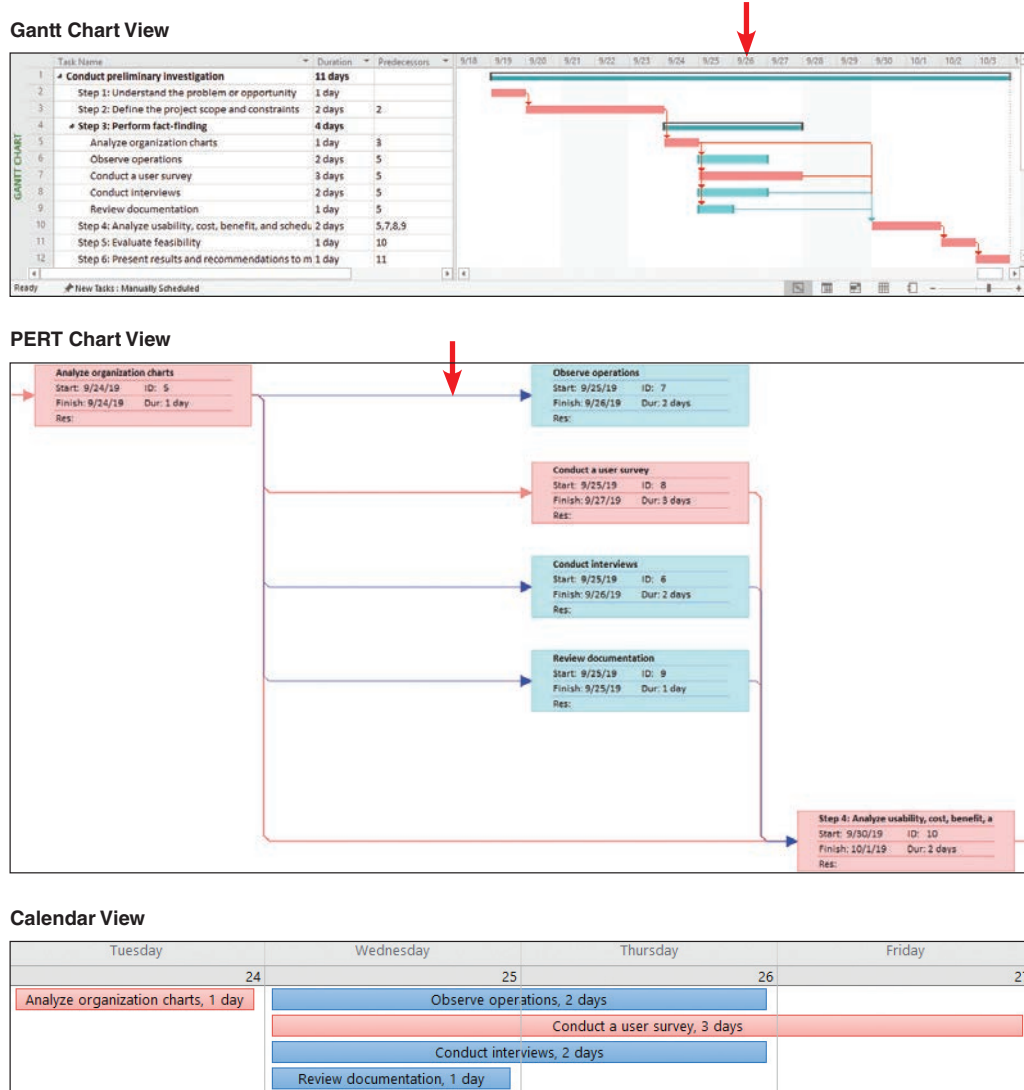 Gantt Chart View
Task Name Duration Predecessors 9/18 9/19 9/20 9/21 9/22 9/23 9/24 9/25 9/26 9/27 9/28 9/29 9/30 10/1 10/2 10/3
1 Conduct preliminary investigation 11 days
2 Step 1: Understand the problem or opportunity 1 day
3 Step 2: Define the project scope and constraints 2 days 2
4 Step 3: Perform fact-finding 4 days
5 Analyze organization charts 1 day 3
6 Observe operations 2 days 5
7 Conduct a user survey 3 days 5
8 Conduct interviews 2 days 5
9 Review documentation 1 day 5
10 Step 4: Analyze usability, cost, benefit, and schedu 2 days 5,7,8,9
11 Step 5: Evaluate feasibility 1 day 10
12 Step 6: Present results and recommendations to m 1 day 11
GANTT CHART
Ready New Tasks : Manually Scheduled
PERT Chart View
Analyze organization charts
Start: 9/24/19 ID: 5
Finish: 9/24/19 Dur: 1 day
Res:
Observe operations
Start: 9/25/19 ID: 7
Finish: 9/26/19 Dur: 2 days
Res:
Conduct a user survey
Start: 9/25/19 ID: 8
Finish: 9/27/19 Dur: 3 days
Res:
Conduct interviews
Start: 9/25/19 ID: 6
Finish: 9/26/19 Dur: 2 days
Res:
Review documentation
Start: 9/25/19 ID: 9
Finish: 9/25/19 Dur: 1 day
Res:
Step 4: Analyze usability, cost, benefit, a
Start: 9/30/19 ID: 10
Finish: 10/1/19 Dur: 2 days
Res:
Calendar View
Tuesday Wednesday Thursday Friday
24 25 26 27
Analyze organization charts, 1 day Observe operations, 2 days
Conduct a user survey, 3 days
Conduct interviews, 2 days
Review documentation, 1 day